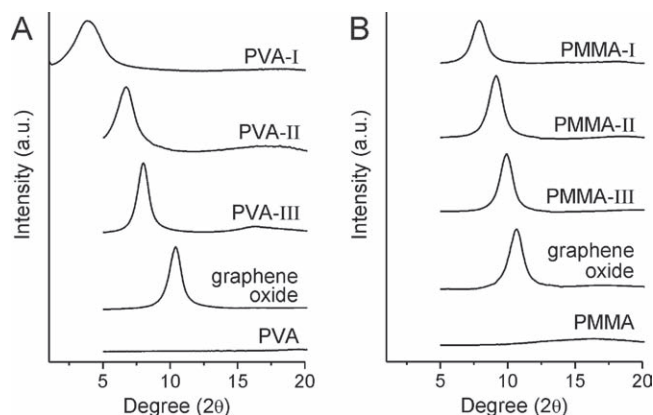 A
PVA-I
PVA-II
PVA-III
graphene
oxide
PVA
Intensity (a.u.)
5
10
15
20
Degree (2θ)
B
PMMA-I
PMMA-II
PMMA-III
graphene
oxide
PMMA
Intensity (a.u.)
5
10
15
20
Degree (2θ)